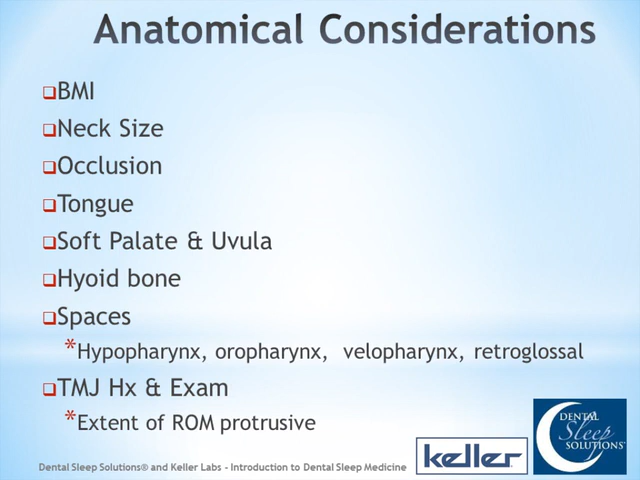 Anatomical Considerations
BMI
Neck Size
Occlusion
Tongue
Soft Palate & Uvula
Hyoid bone
Spaces
*Hypopharynx, oropharynx, velopharynx, retroglossal
TMJ Hx & Exam
*Extent of ROM protrusive
Dental Sleep Solutions® and Keller Labs - Introduction to Dental Sleep Medicine
keller
DENTAL
Sleep
SOLUTIONS